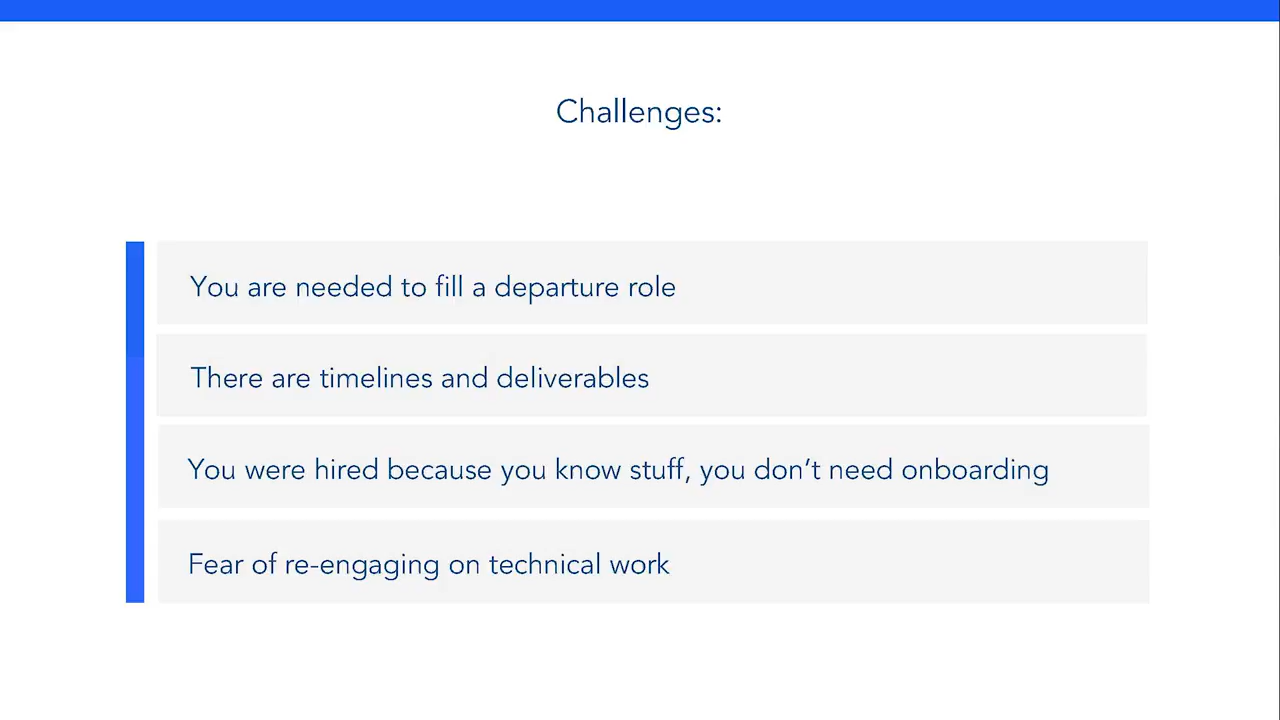 Challenges:
You are needed to fill a departure role
There are timelines and deliverables
You were hired because you know stuff, you don’t need onboarding
Fear of re-engaging on technical work